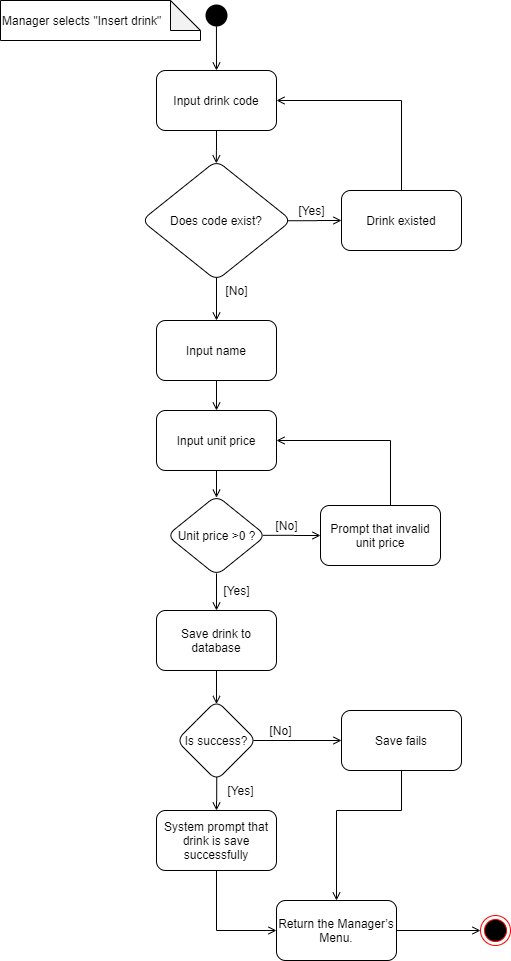 Manager selects "Insert drink"
Input drink code
Does code exist?
[Yes]
Drink existed
[No]
Input name
Input unit price
Unit price >0 ?
[No]
Prompt that invalid
unit price
[Yes]
Save drink to
database
Is success?
[No]
Save fails
[Yes]
System prompt that
drink is save
successfully
Return the Manager's
Menu.